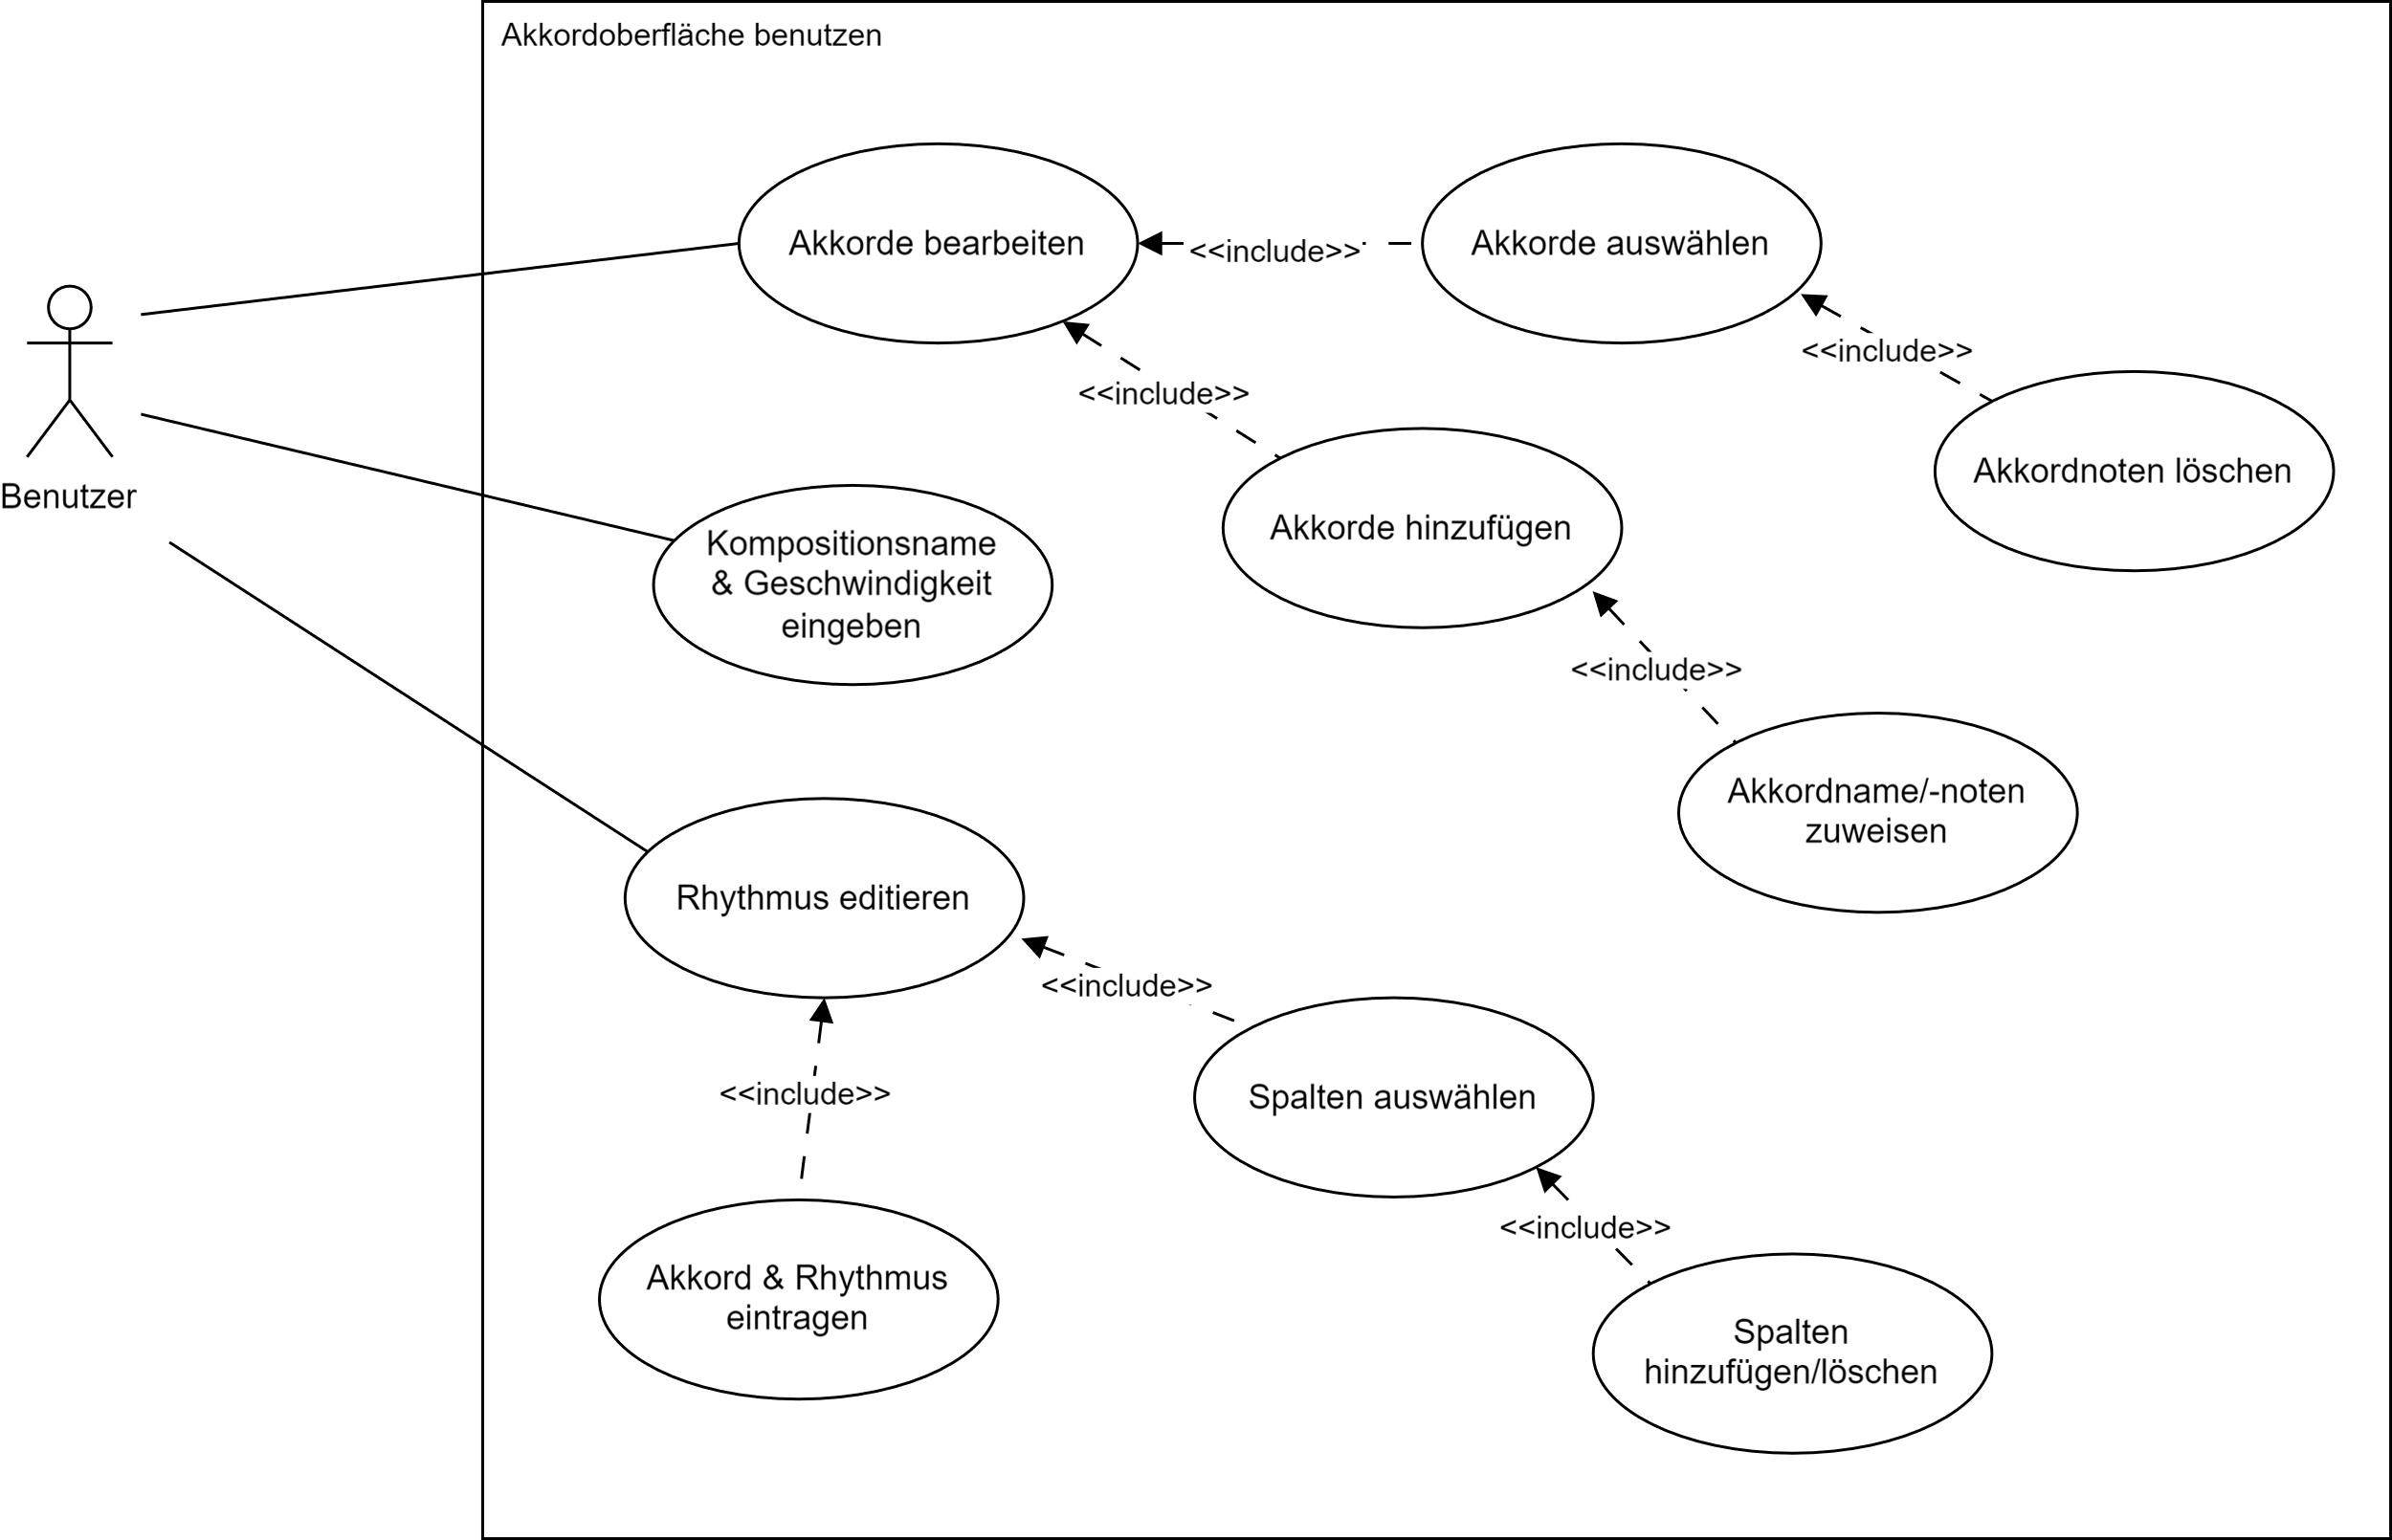 Akkordoberfläche benutzen
Akkorde bearbeiten
<<include>>
Akkorde auswählen
<<include>>
Akkordnoten löschen
<<include>>
Akkorde hinzufügen
Benutzer
Kompositionsname
& Geschwindigkeit
eingeben
<<include>>
Akkordname/-noten
zuweisen
Rhythmus editieren
<<include>>
Spalten auswählen
<<include>>
Akkord & Rhythmus
eintragen
<<include>>
Spalten
hinzufügen/löschen